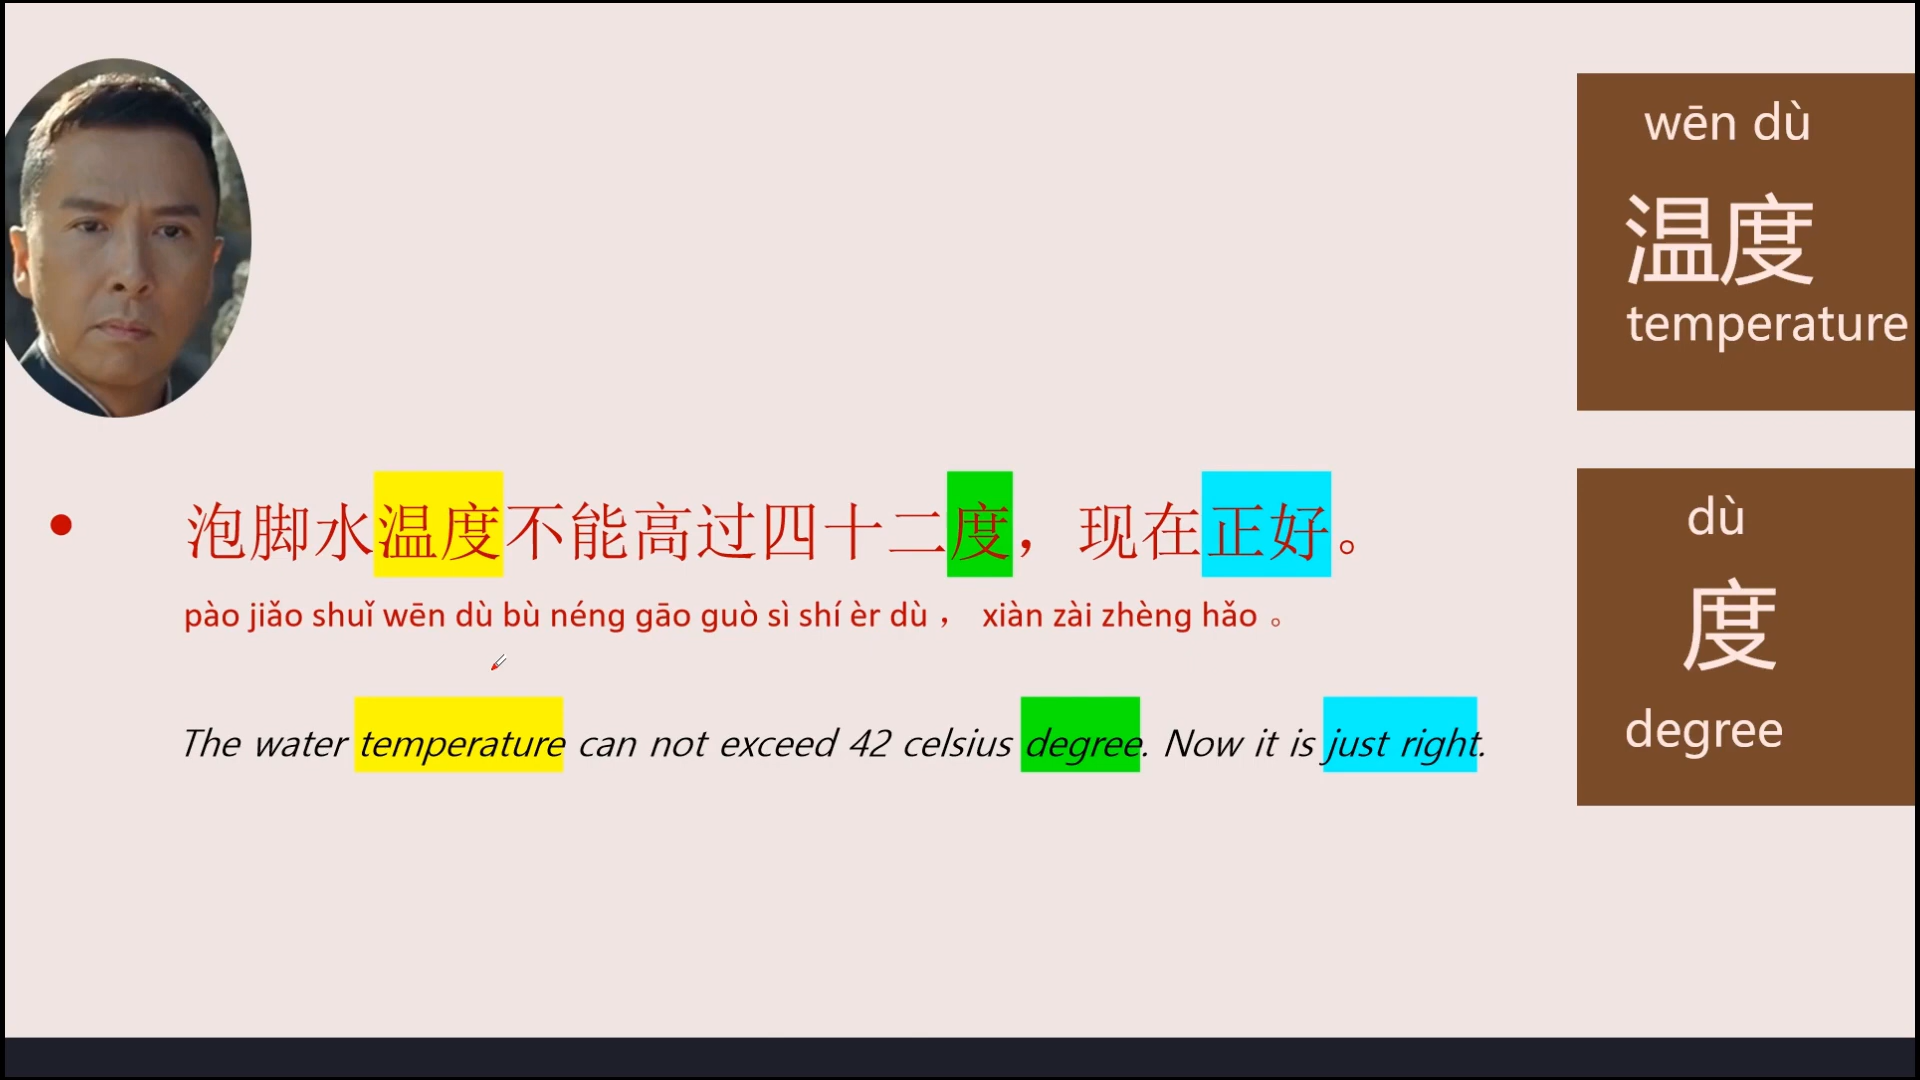 wēn dù
温度
temperature
泡脚水温度不能高过四十二度，现在正好。
pào jiǎo shuǐ wēn dù bù néng gāo guò sì shí èr dù ， xiàn zài zhèng hǎo 。
The water temperature can not exceed 42 celsius degree. Now it is just right.
dù
度
degree